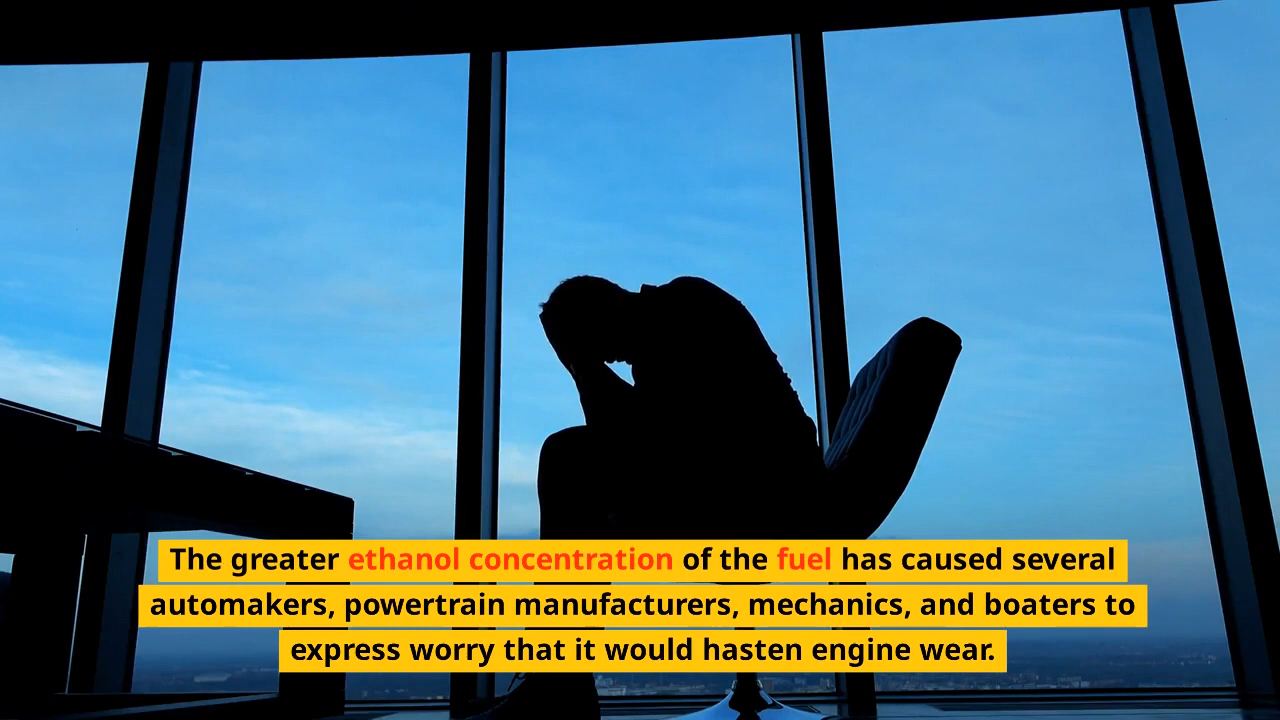 The greater ethanol concentration of the fuel has caused several
automakers, powertrain manufacturers, mechanics, and boaters to
express worry that it would hasten engine wear.